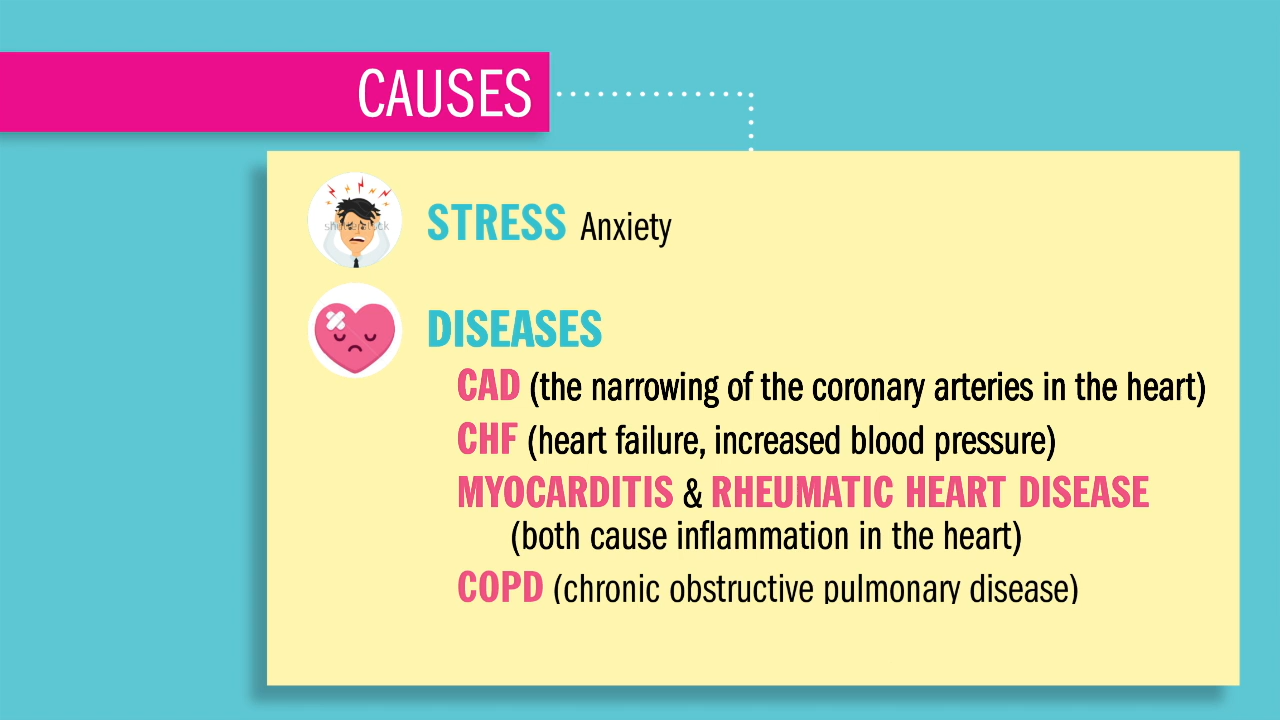 CAUSES
shutterstock
STRESS Anxiety
DISEASES
CAD (the narrowing of the coronary arteries in the heart)
CHF (heart failure, increased blood pressure)
MYOCARDITIS & RHEUMATIC HEART DISEASE
(both cause inflammation in the heart)
COPD (chronic obstructive pulmonary disease)